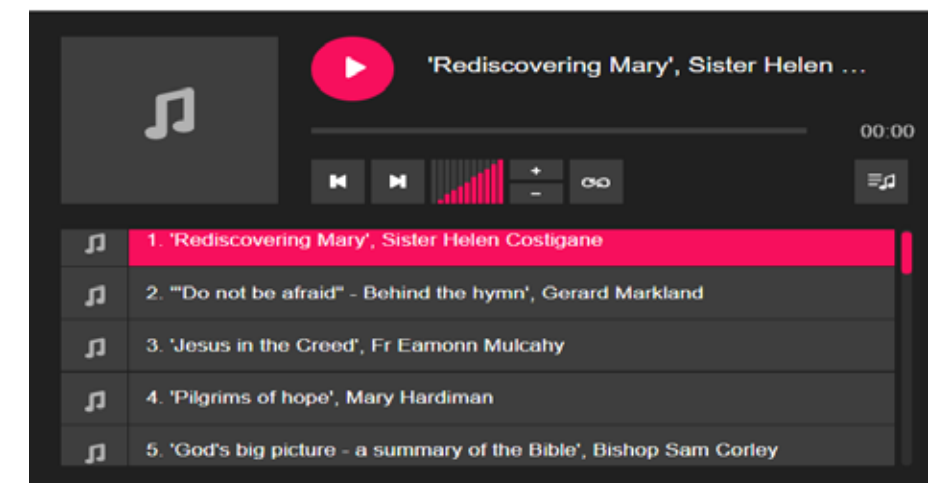 'Rediscovering Mary', Sister Helen ...
00:00
+
−
1. 'Rediscovering Mary', Sister Helen Costigane
2. '"Do not be afraid" - Behind the hymn', Gerard Markland
3. 'Jesus in the Creed', Fr Eamonn Mulcahy
4. 'Pilgrims of hope', Mary Hardiman
5. 'God's big picture - a summary of the Bible', Bishop Sam Corley